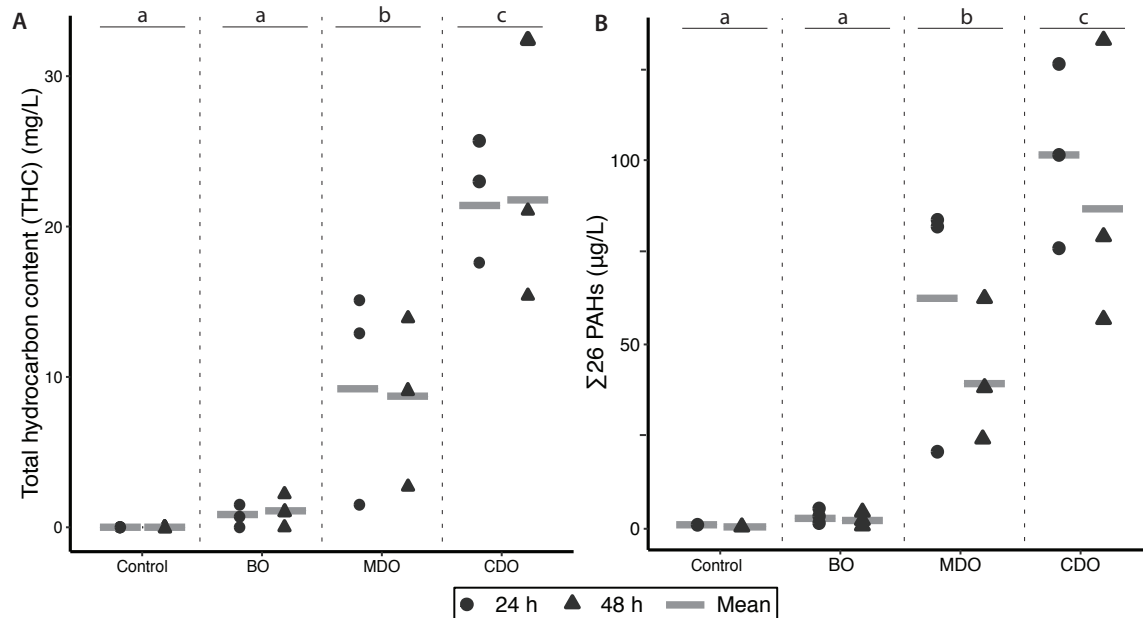 A
a a b c
Total hydrocarbon content (THC) (mg/L)
30
20
10
0
Control BO MDO CDO
B
a a b c
∑26 PAHs (µg/L)
100
50
0
Control BO MDO CDO
24 h 48 h Mean